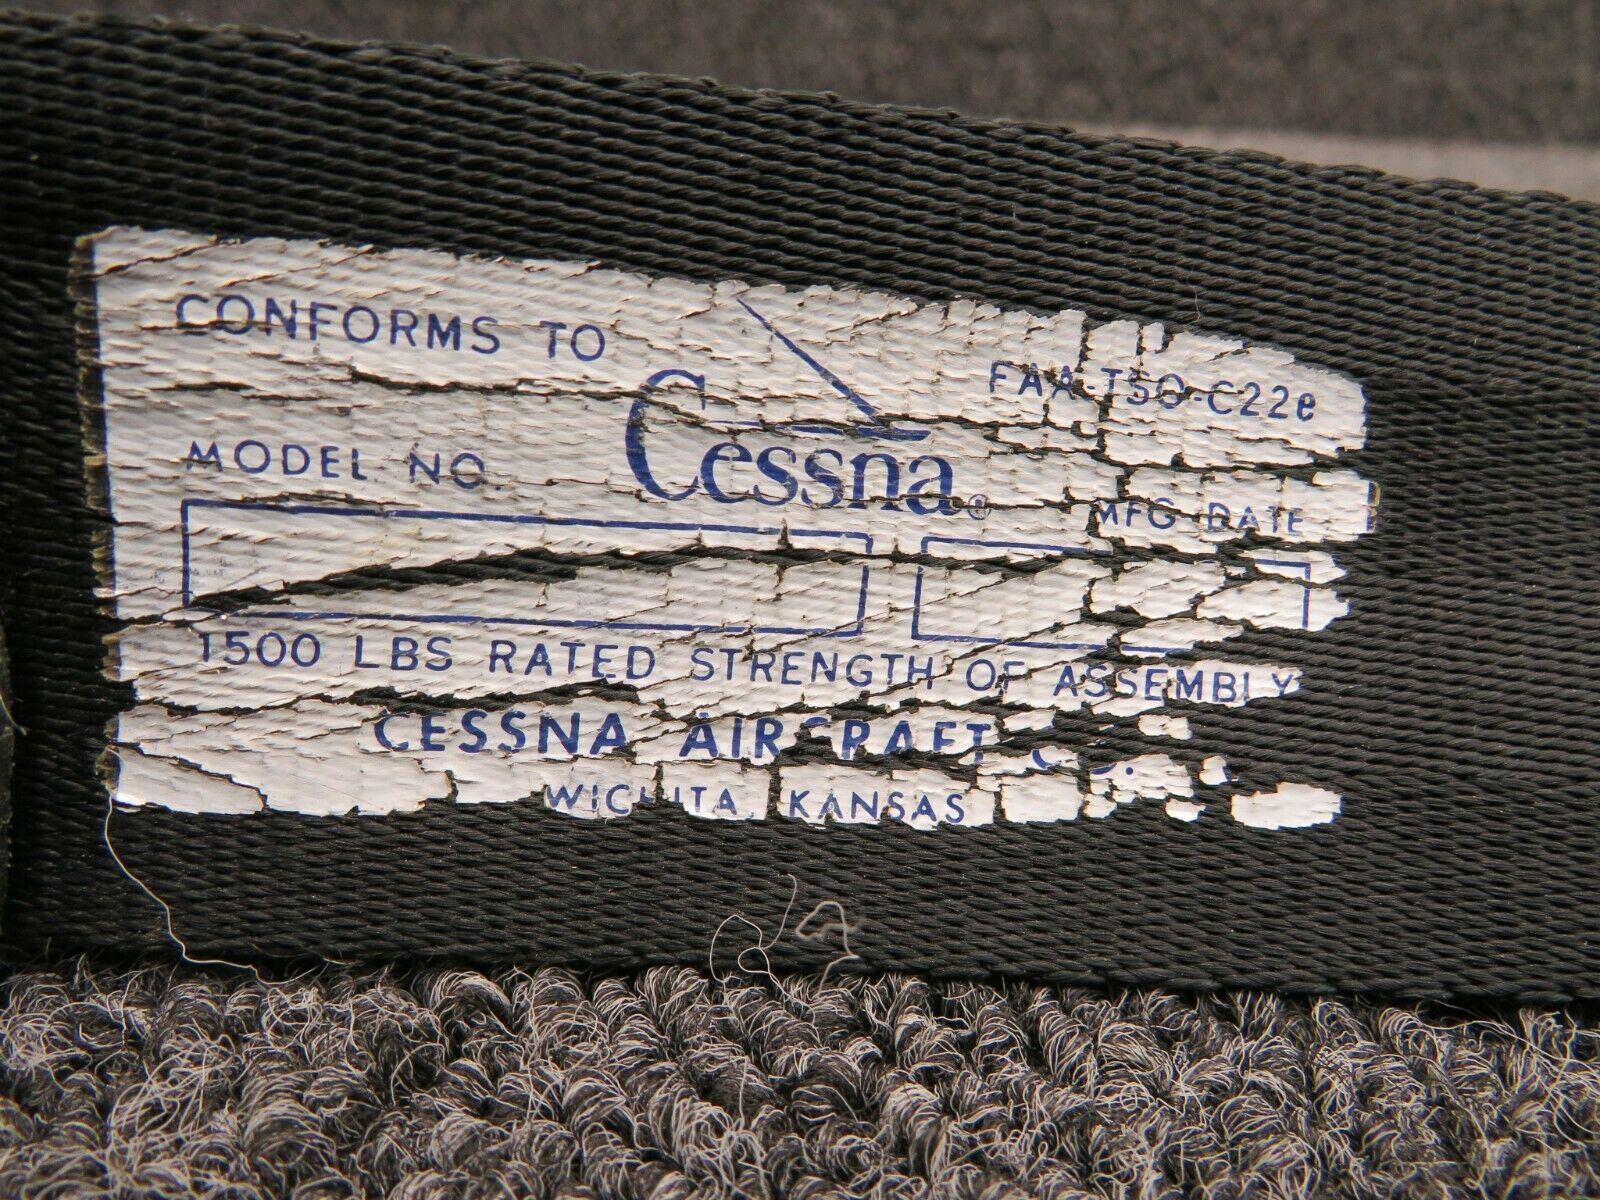 CONFORMS TO
FAA-TSO-C22e
Cessna®
MODEL NO.
MFG DATE
1500 LBS RATED STRENGTH OF ASSEMBLY
CESSNA AIRCRAFT
WICHITA, KANSAS